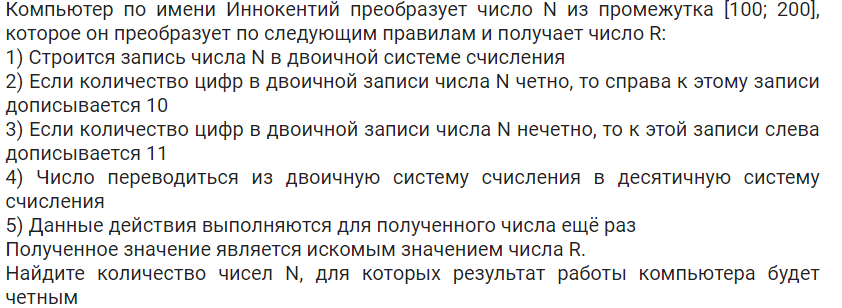 Компьютер по имени Иннокентий преобразует число N из промежутка [100; 200],
которое он преобразует по следующим правилам и получает число R:
1) Строится запись числа N в двоичной системе счисления
2) Если количество цифр в двоичной записи числа N четно, то справа к этому записи
дописывается 10
3) Если количество цифр в двоичной записи числа N нечетно, то к этой записи слева
дописывается 11
4) Число переводиться из двоичную систему счисления в десятичную систему
счисления
5) Данные действия выполняются для полученного числа ещё раз
Полученное значение является искомым значением числа R.
Найдите количество чисел N, для которых результат работы компьютера будет
четным